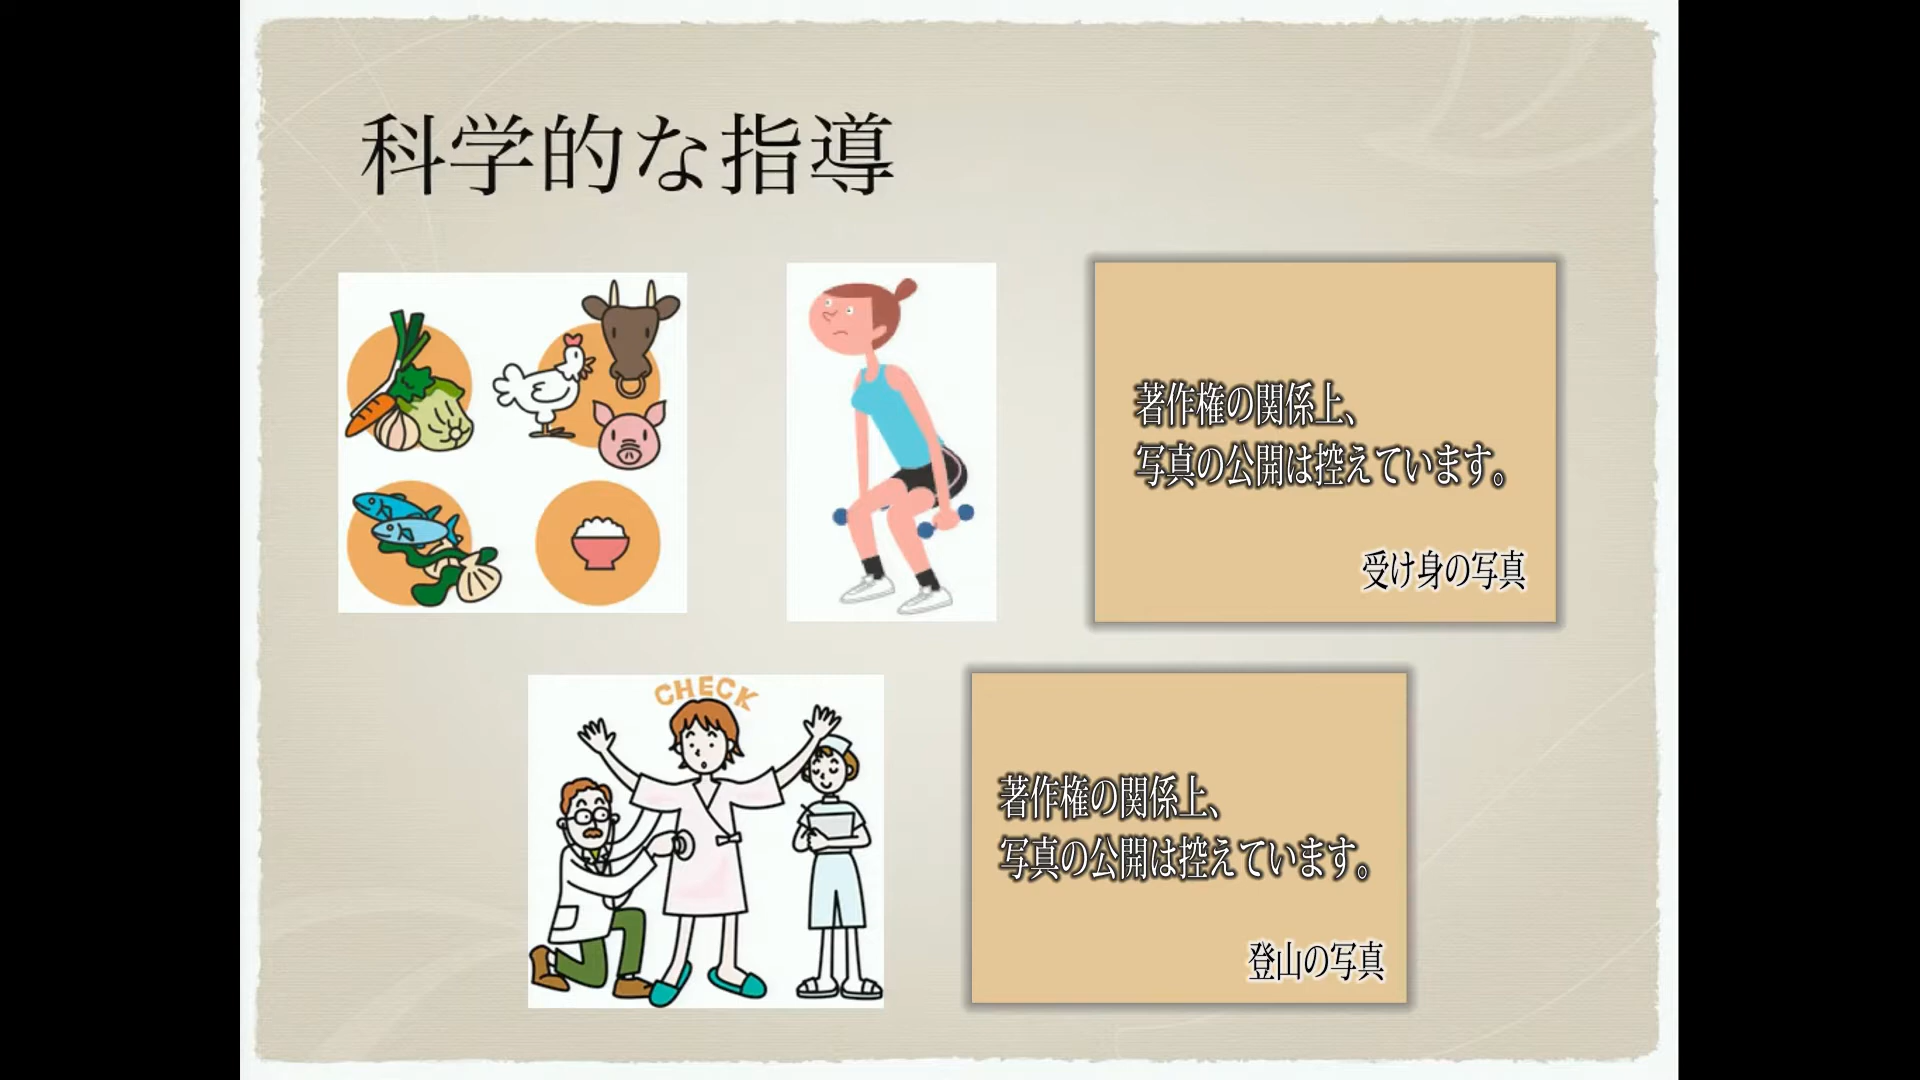 科学的な指導
著作権の関係上、
写真の公開は控えています。
受け身の写真
CHECK
著作権の関係上、
写真の公開は控えています。
登山の写真